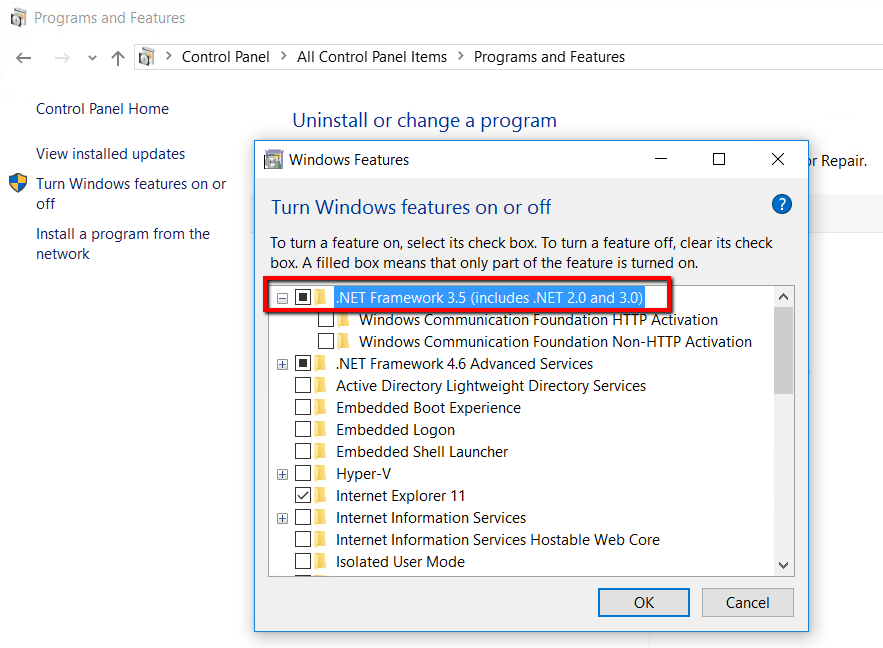 Programs and Features
Control Panel > All Control Panel Items > Programs and Features
Control Panel Home
View installed updates
Turn Windows features on or
off
Install a program from the
network
Uninstall or change a program
or Repair.
Windows Features
Turn Windows features on or off
?
To turn a feature on, select its check box. To turn a feature off, clear its check
box. A filled box means that only part of the feature is turned on.
.NET Framework 3.5 (includes .NET 2.0 and 3.0)
Windows Communication Foundation HTTP Activation
Windows Communication Foundation Non-HTTP Activation
.NET Framework 4.6 Advanced Services
Active Directory Lightweight Directory Services
Embedded Boot Experience
Embedded Logon
Embedded Shell Launcher
Hyper-V
Internet Explorer 11
Internet Information Services
Internet Information Services Hostable Web Core
Isolated User Mode
OK
Cancel